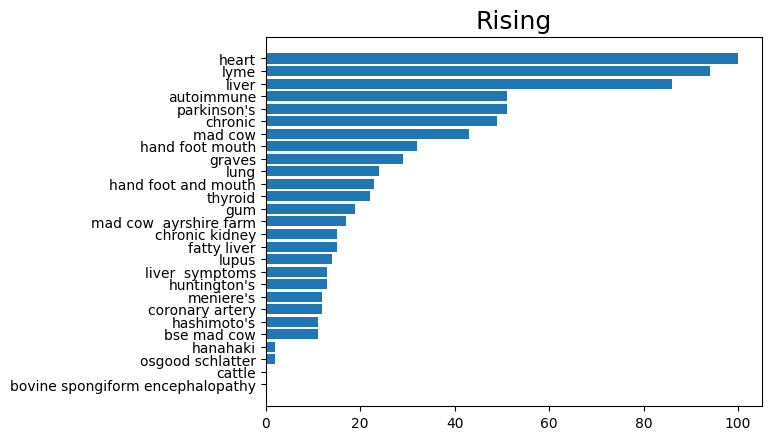 Rising
heart
lyme
liver
autoimmune
parkinson's
chronic
mad cow
hand foot mouth
graves
lung
hand foot and mouth
thyroid
gum
mad cow  ayrshire farm
chronic kidney
fatty liver
lupus
liver  symptoms
huntington's
meniere's
coronary artery
hashimoto's
bse mad cow
hanahaki
osgood schlatter
cattle
bovine spongiform encephalopathy
0 20 40 60 80 100